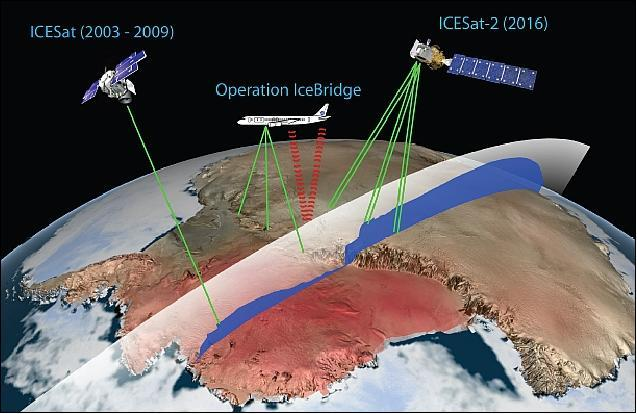 ICESat (2003 - 2009)
ICESat-2 (2016)
Operation IceBridge